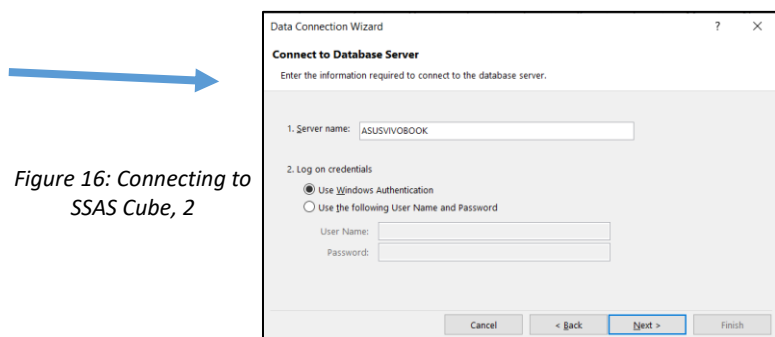 Data Connection Wizard
?
Connect to Database Server
Enter the information required to connect to the database server.
1. Server name:
ASUSVIVOBOOK
2. Log on credentials
Use Windows Authentication
Use the following User Name and Password
User Name:
Password:
Cancel
< Back
Next >
Finish
Figure 16: Connecting to
SSAS Cube, 2